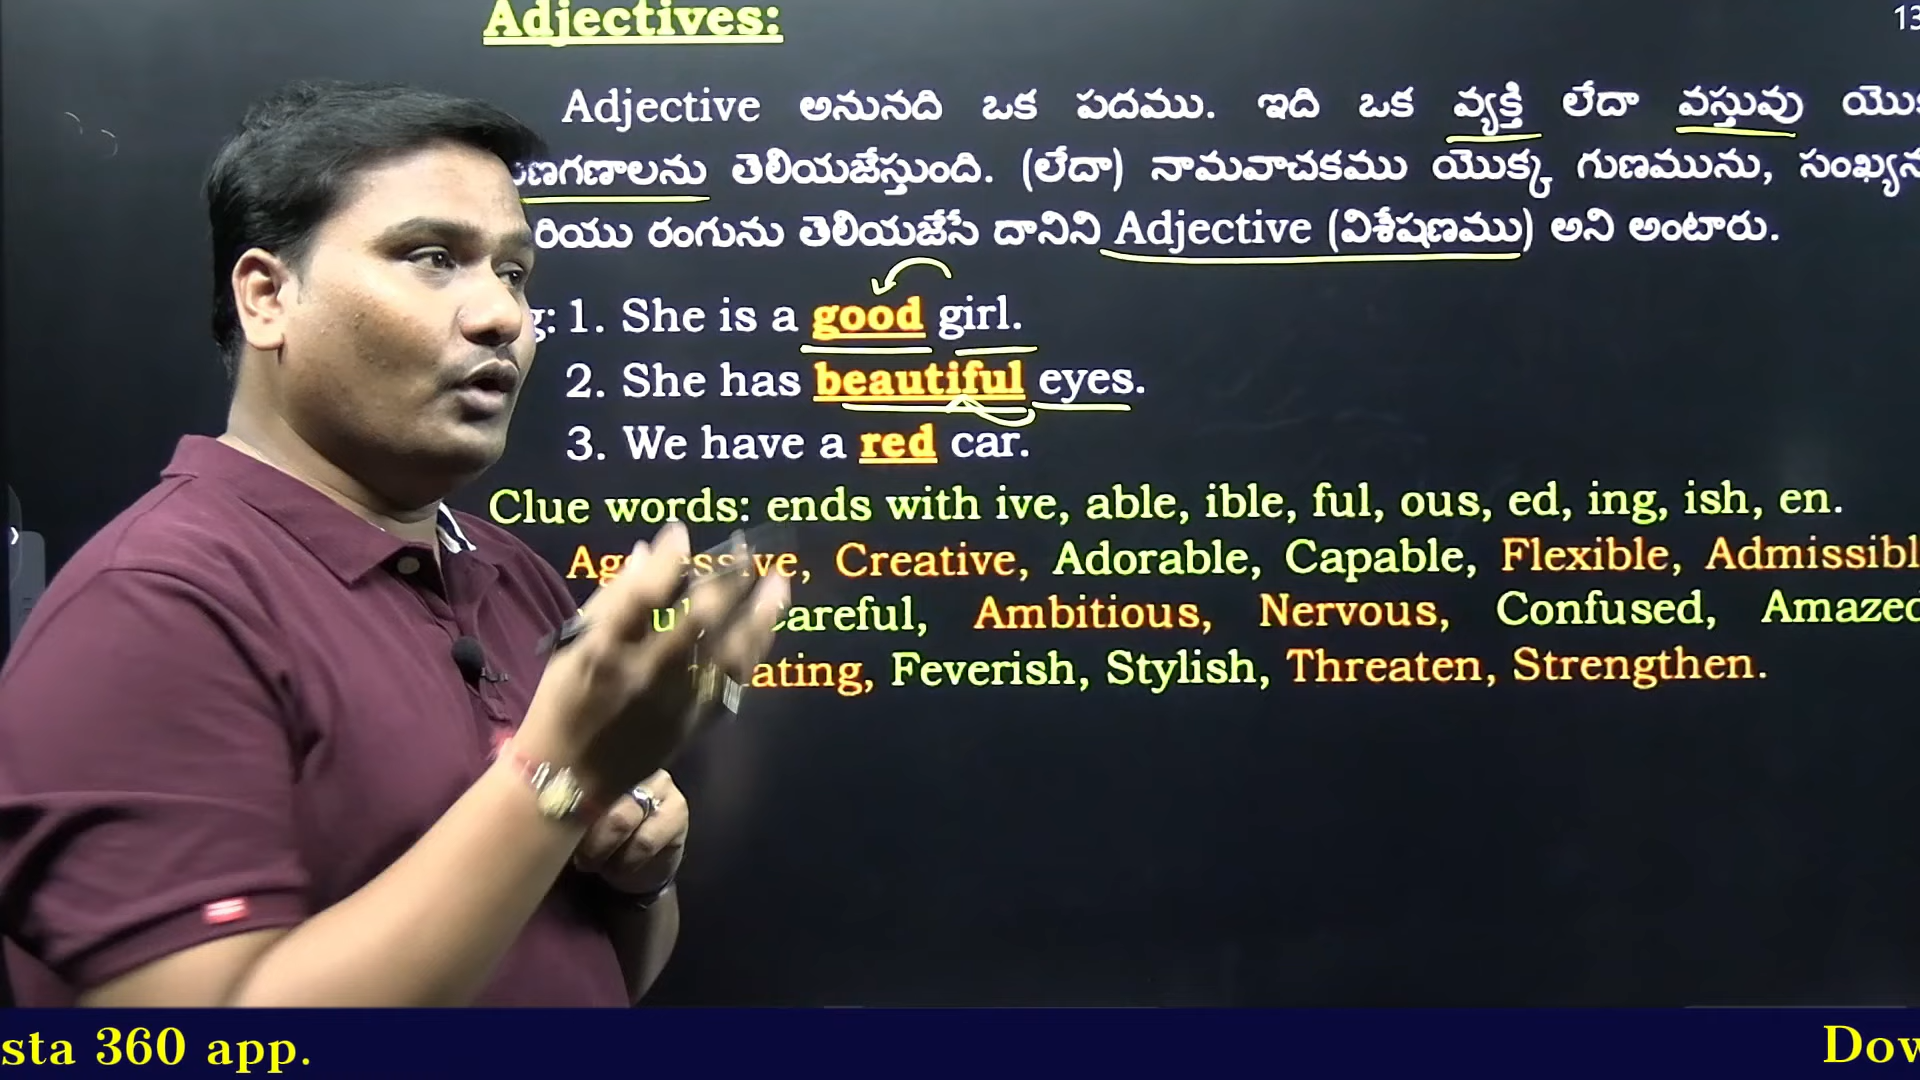 Adjectives:
13
Adjective అనునది ఒక పదము. ఇది ఒక వ్యక్తి లేదా వస్తువు
తెలియజేస్తుంది. (లేదా) నామవాచకము యొక్క గుణమును,
రంగును తెలియజేసే దానిని Adjective (విశేషణము) అని అంటారు.
1. She is a good girl.
2. She has beautiful eyes.
3. We have a red car.
Clue words: ends with ive, able, ible, ful, ous, ed, ing, ish, en.
Creative, Adorable, Capable, Flexible,
Ambitious, Nervous, Confused,
Feverish, Stylish, Threaten, Strengthen.
360 app.